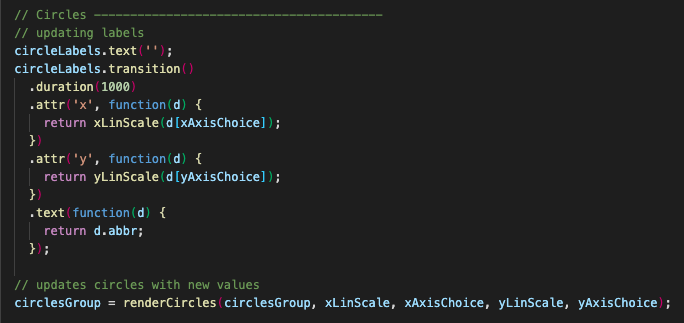 // Circles ----------------------------------------
// updating labels
circleLabels.text('');
circleLabels.transition()
  .duration(1000)
  .attr('x', function(d) {
    return xLinScale(d[xAxisChoice]);
  })
  .attr('y', function(d) {
    return yLinScale(d[yAxisChoice]);
  })
  .text(function(d) {
    return d.abbr;
  });

// updates circles with new values
circlesGroup = renderCircles(circlesGroup, xLinScale, xAxisChoice, yLinScale, yAxisChoice);